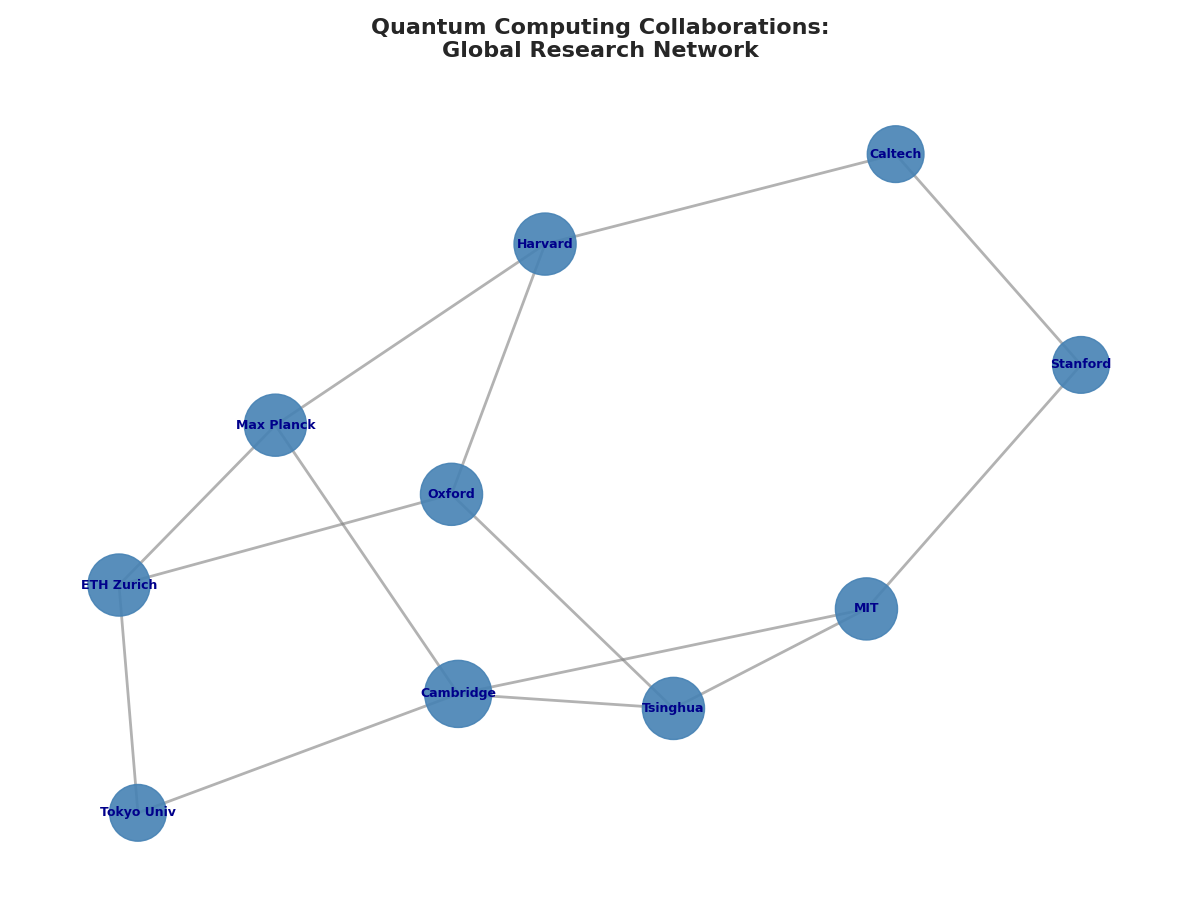 Quantum Computing Collaborations:
Global Research Network
Caltech
Harvard
Stanford
Max Planck
Oxford
ETH Zurich
MIT
Cambridge
Tsinghua
Tokyo Univ